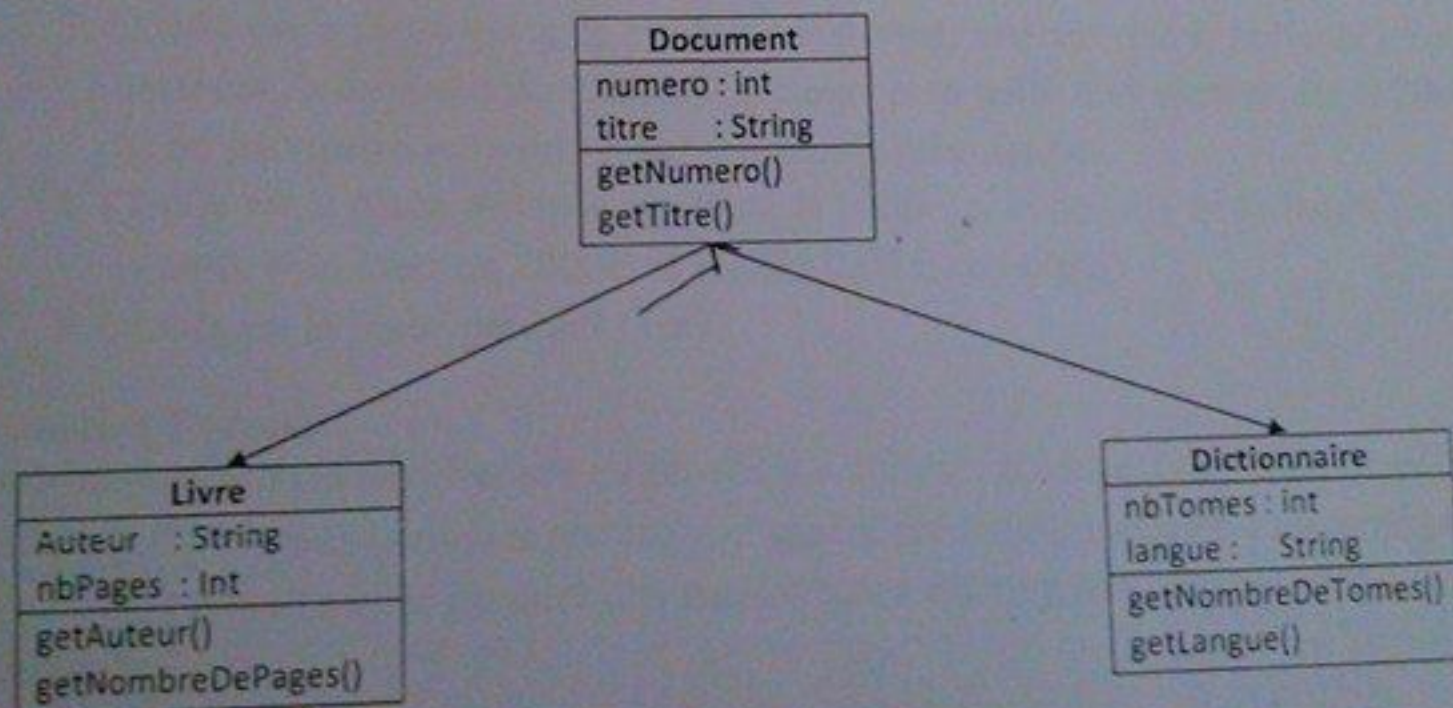 Document
numero : int
titre : String
getNumero()
getTitre()
Livre
Auteur : String
nbPages : Int
getAuteur()
getNombreDePages()
Dictionnaire
nbTomes : int
langue : String
getNombreDeTomes()
getLangue()